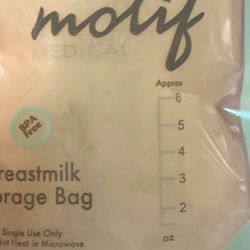 motif
MEDICAL
Approx
6
5
4
3
2
oz
BPA
Free
reastmilk
orage Bag
Single Use Only
ot Heat in Microwave